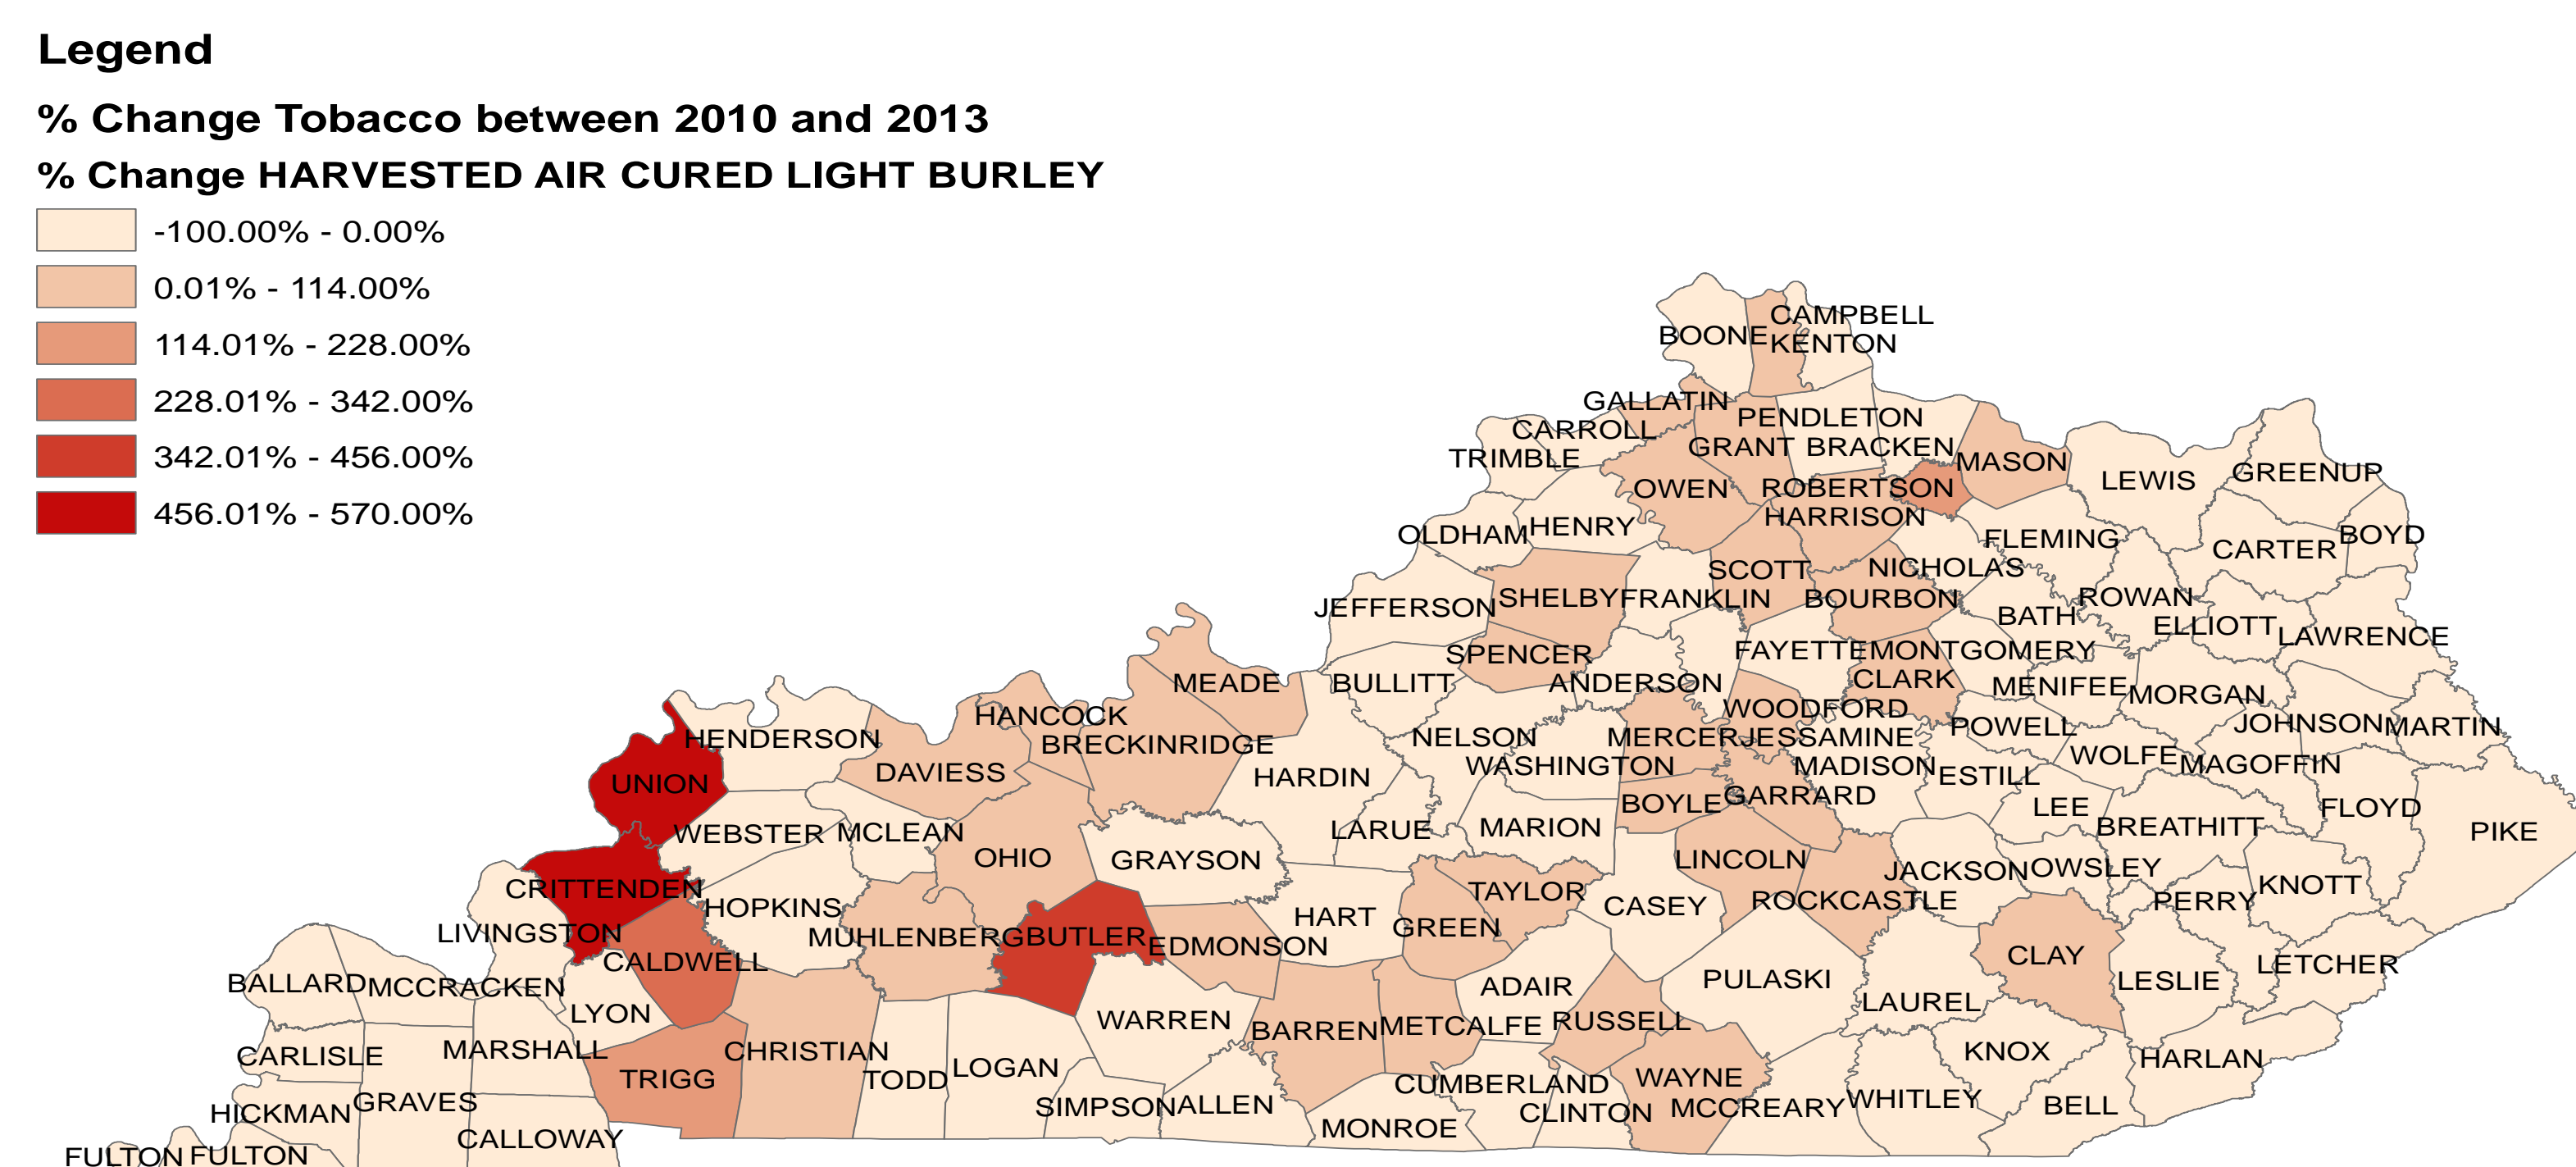 Legend
% Change Tobacco between 2010 and 2013
% Change HARVESTED AIR CURED LIGHT BURLEY
-100.00% - 0.00%
0.01% - 114.00%
114.01% - 228.00%
228.01% - 342.00%
342.01% - 456.00%
456.01% - 570.00%
CAMPBELL
BOONE
KENTON
GALLATIN
PENDLETON
CARROLL
GRANT
BRACKEN
TRIMBLE
MASON
GREENUP
LEWIS
OWEN
ROBERTSON
HARRISON
HENRY
OLDHAM
FLEMING
BOYD
CARTER
SCOTT
NICHOLAS
JEFFERSON
SHELBY
FRANKLIN
BOURBON
ROWAN
BATH
ELLIOTT
LAWRENCE
SPENCER
FAYETTE
MONTGOMERY
MEADE
BULLITT
ANDERSON
CLARK
MENIFEE
MORGAN
HANCOCK
WOODFORD
POWELL
JOHNSON
MARTIN
HENDERSON
BRECKINRIDGE
NELSON
MERCER
JESSAMINE
WOLFE
MAGOFFIN
DAVIESS
HARDIN
WASHINGTON
MADISON
ESTILL
UNION
BOYLE
GARRARD
LEE
FLOYD
WEBSTER
MCLEAN
LARUE
MARION
BREATHITT
PIKE
OHIO
GRAYSON
LINCOLN
JACKSON
OWSLEY
CRITTENDEN
TAYLOR
KNOTT
HOPKINS
HART
CASEY
ROCKCASTLE
PERRY
LIVINGSTON
MUHLENBERG
GBUTLER
EDMONSON
GREEN
CALDWELL
CLAY
LETCHER
BALLARD
MCCRACKEN
ADAIR
PULASKI
LESLIE
LYON
WARREN
BARREN
METCALFE
RUSSELL
LAUREL
CARLISLE
MARSHALL
CHRISTIAN
KNOX
HARLAN
TRIGG
TODD
LOGAN
CUMBERLAND
WAYNE
HICKMAN
GRAVES
SIMPSON
ALLEN
CLINTON
MCCREARY
WHITLEY
BELL
CALLOWAY
MONROE
FULTON
FULTON